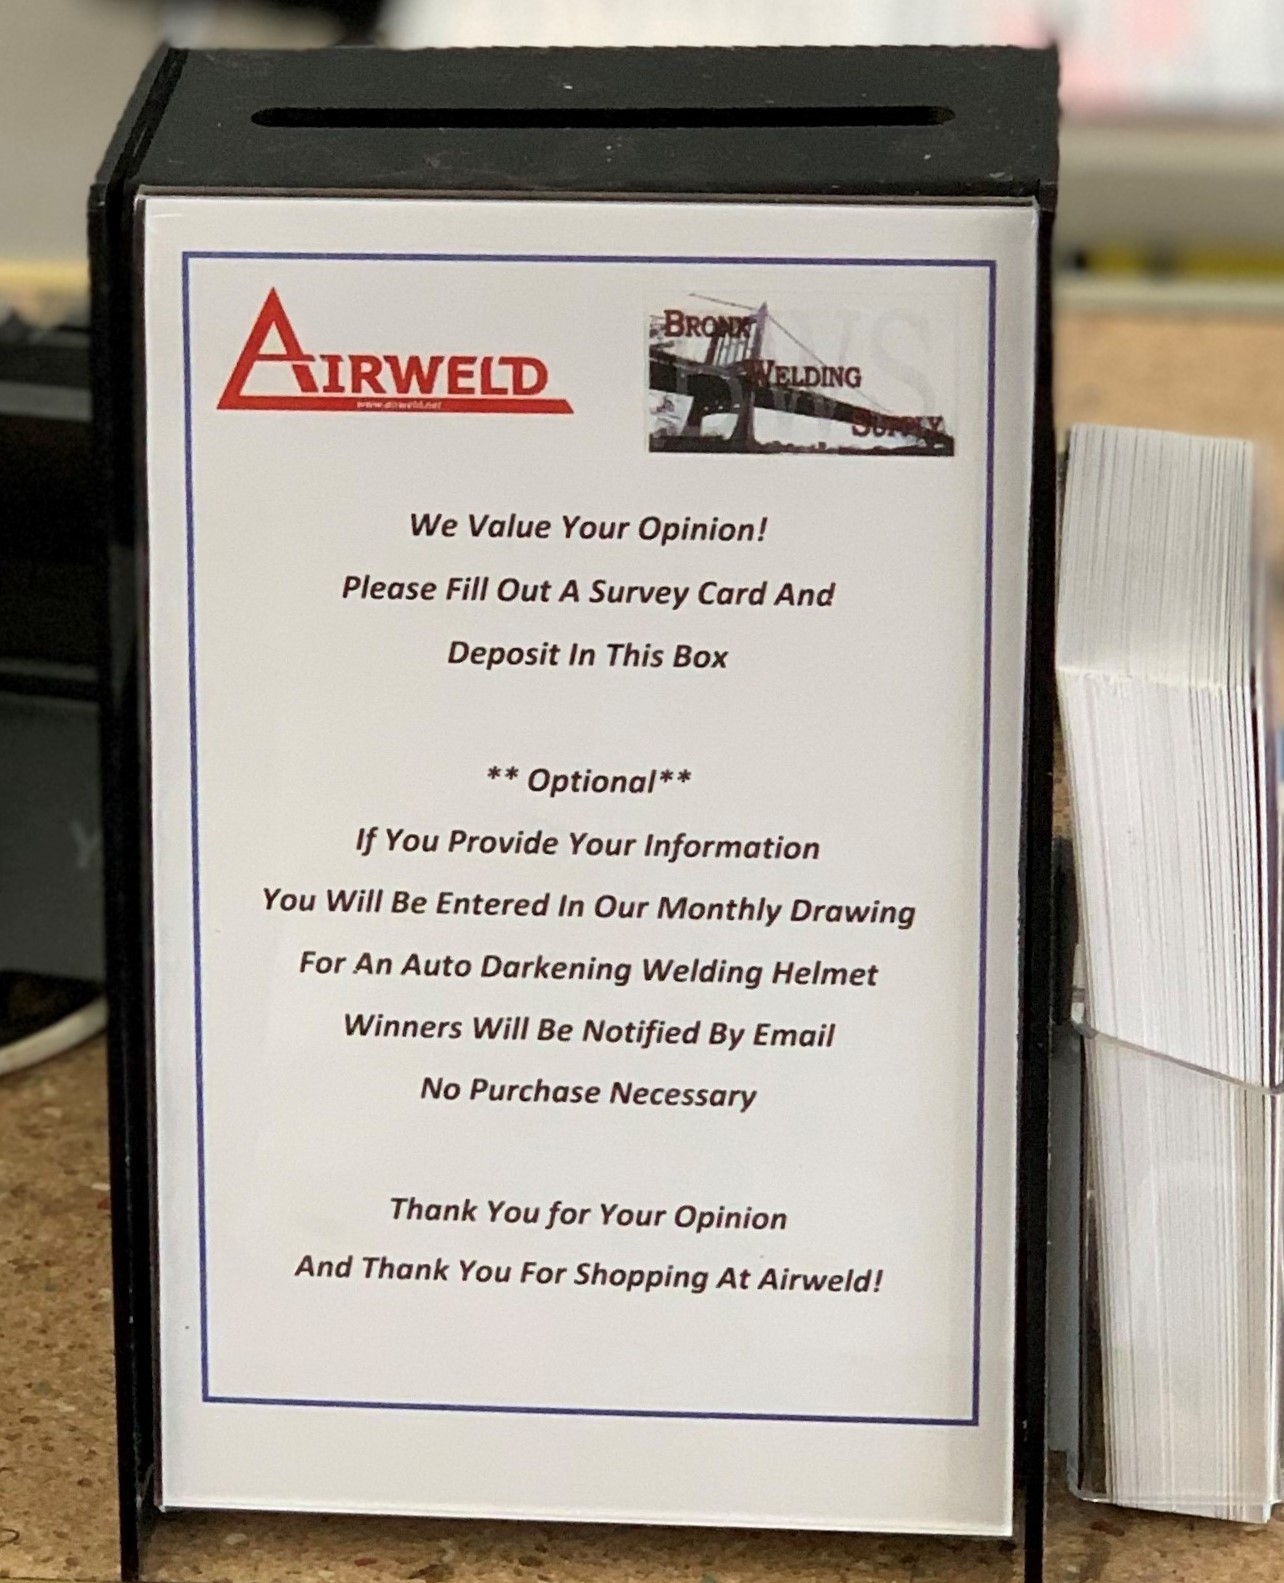 AIRWELD
www.airweld.net
BRONX
WELDING
SUPPLY
We Value Your Opinion!
Please Fill Out A Survey Card And
Deposit In This Box
** Optional**
If You Provide Your Information
You Will Be Entered In Our Monthly Drawing
For An Auto Darkening Welding Helmet
Winners Will Be Notified By Email
No Purchase Necessary
Thank You for Your Opinion
And Thank You For Shopping At Airweld!